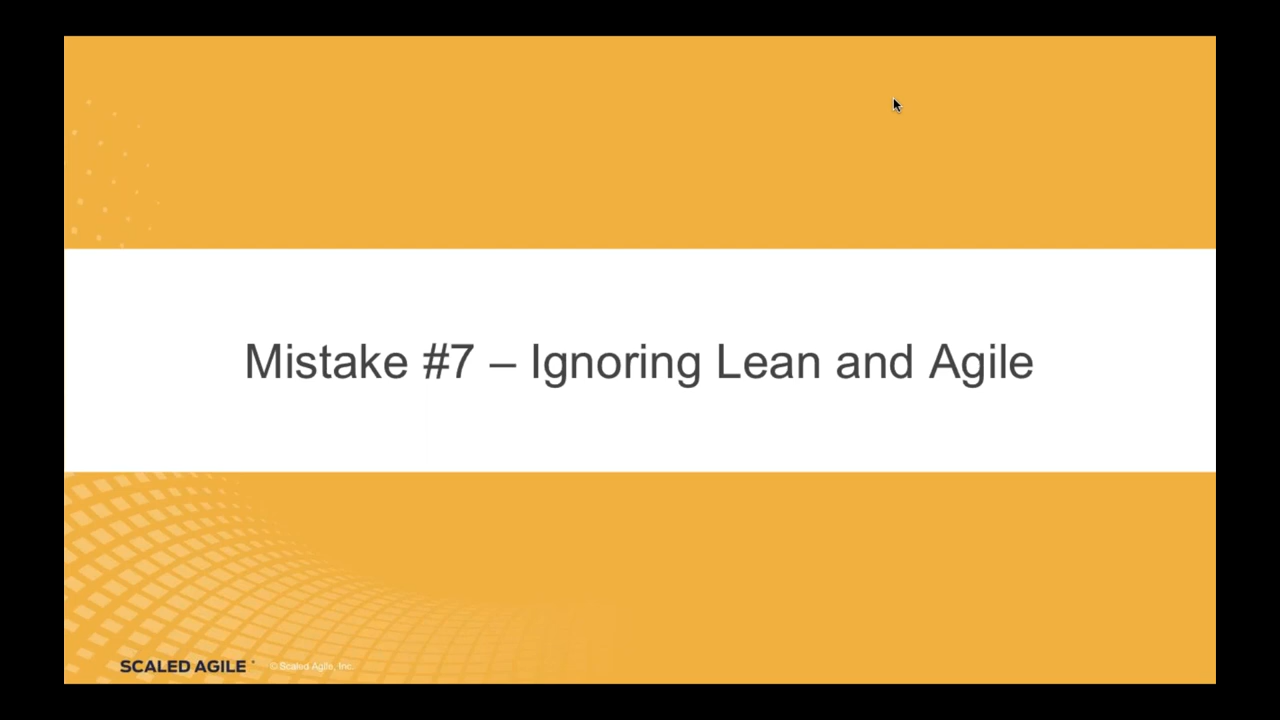 Mistake #7 – Ignoring Lean and Agile
SCALED AGILE © Scaled Agile, Inc.